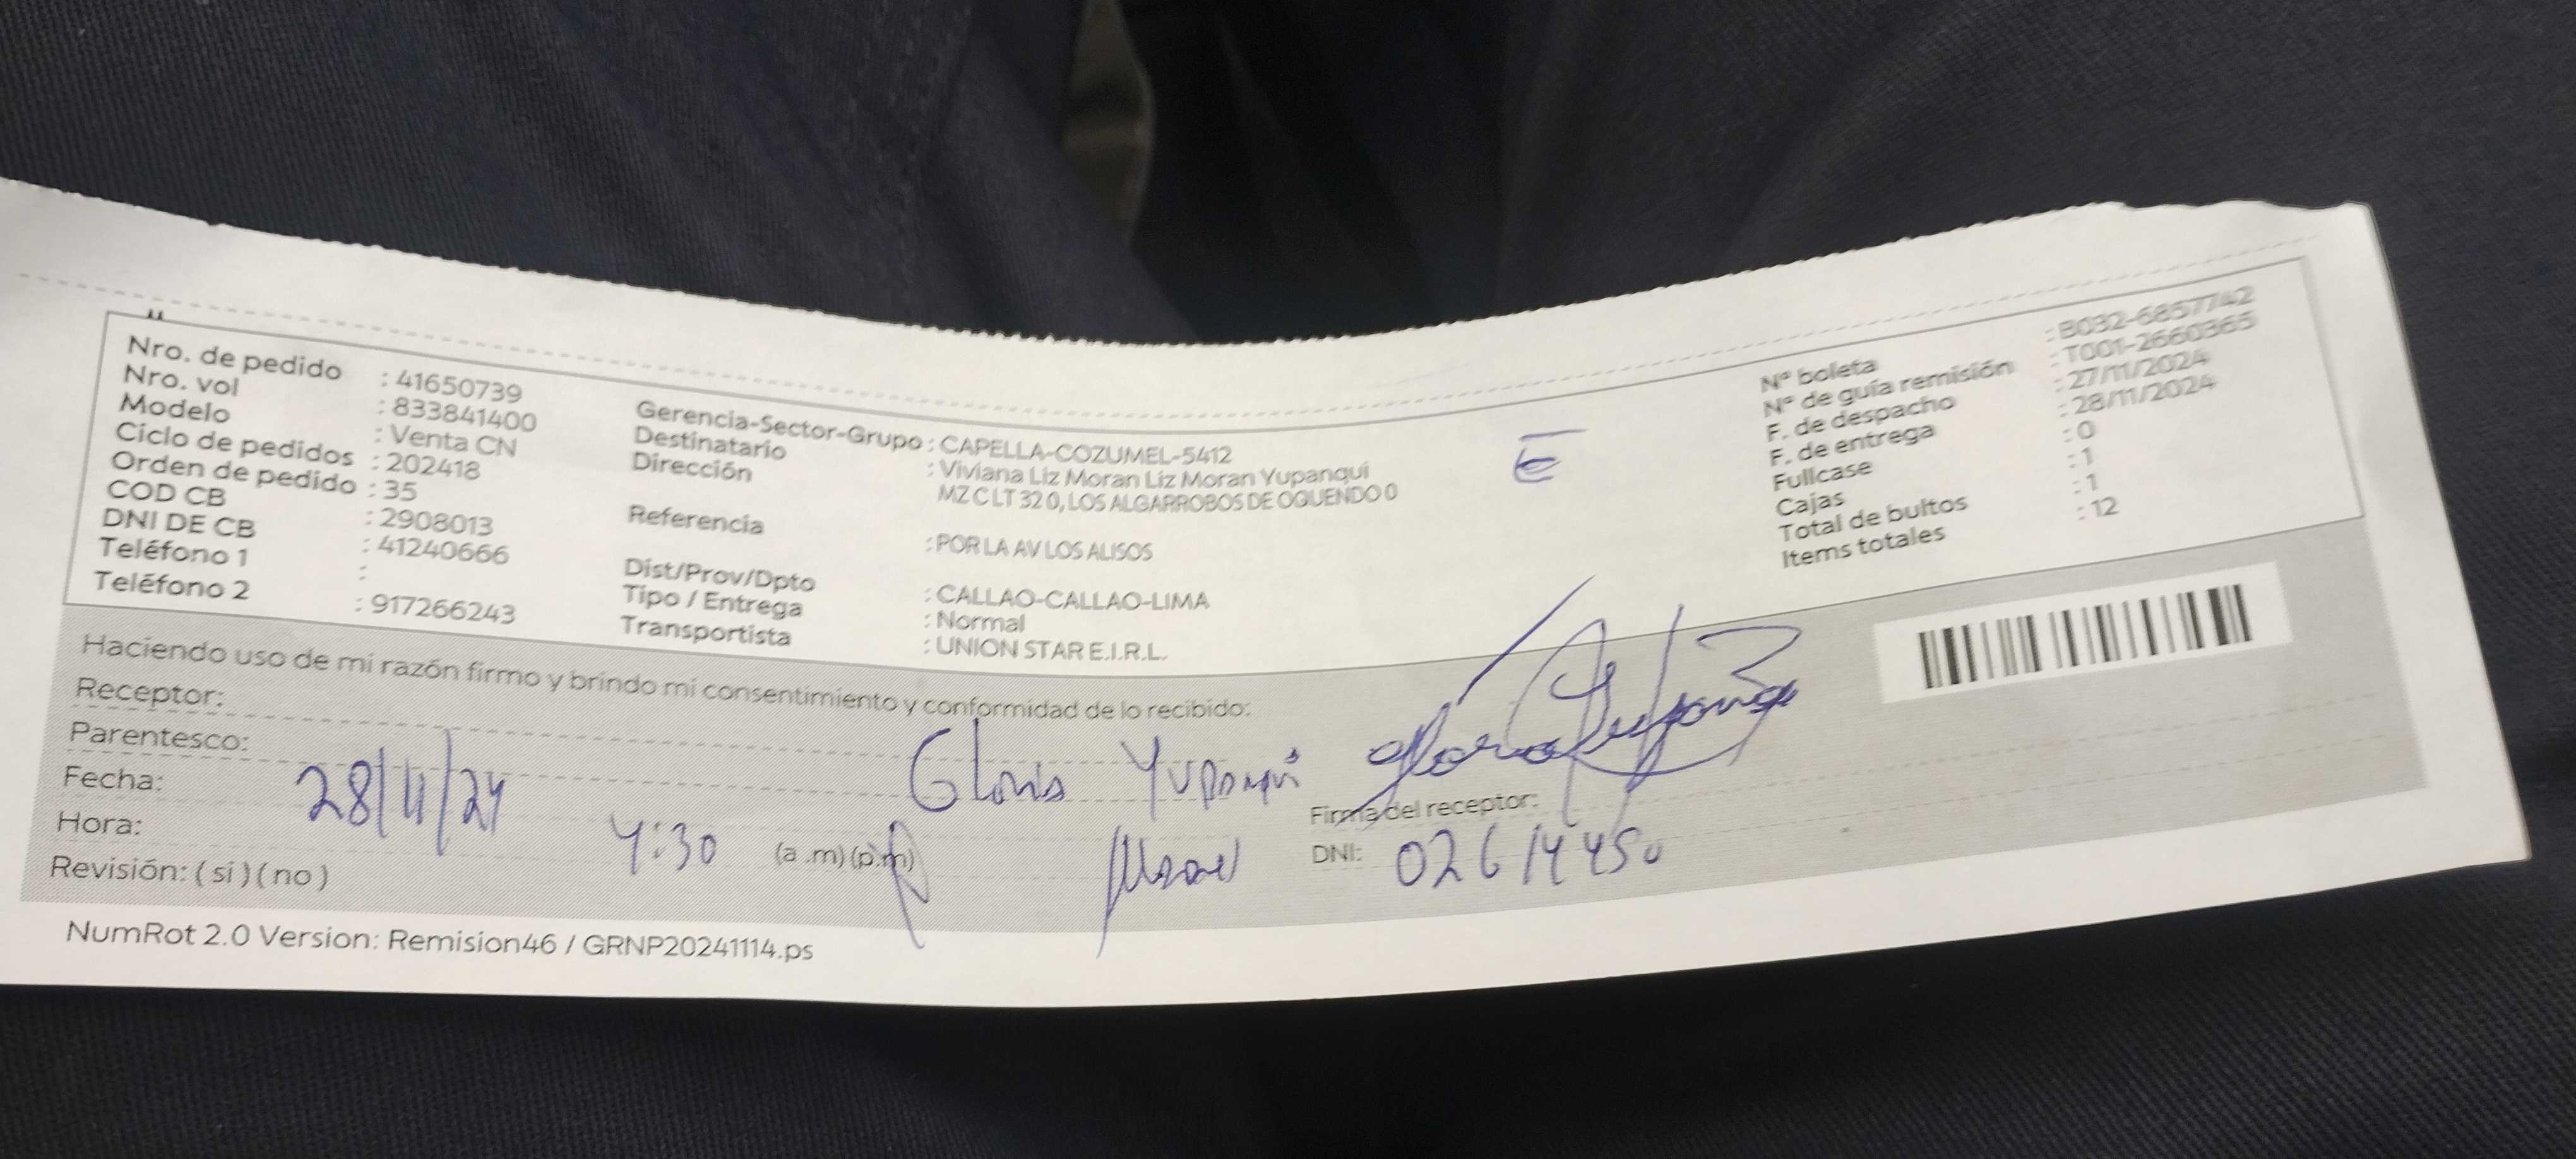 Nro. de pedido : 41650739
Nro. vol : 833841400
Modelo : Venta CN
Ciclo de pedidos : 202418
Orden de pedido : 35
COD CB : 2908013
DNI DE CB : 41240666
Teléfono 1 :
Teléfono 2 : 917266243
Gerencia-Sector-Grupo : CAPELLA-COZUMEL-5412
Destinatario : Viviana Liz Moran Liz Moran Yupanqui
Dirección MZ C LT 32 0, LOS ALGARROBOS DE OQUENDO 0
Referencia : POR LA AV LOS ALISOS
Dist/Prov/Dpto : CALLAO-CALLAO-LIMA
Tipo / Entrega : Normal
Transportista : UNION STAR E.I.R.L.
E
N° boleta : B032-6857742
N° de guía remisión : T001-2660365
F. de despacho : 27/11/2024
F. de entrega : 28/11/2024
Fullcase : 0
Cajas : 1
Total de bultos : 1
Items totales : 12
Haciendo uso de mi razón firmo y brindo mi consentimiento y conformidad de lo recibido:
Receptor: Gloria Yupanqui
Parentesco:
Fecha: 28/11/24
Hora: 4:30 (a .m) (p.m)
Revisión: ( si ) ( no )
Firma del receptor:
DNI: 02614450
NumRot 2.0 Version: Remision46 / GRNP20241114.ps